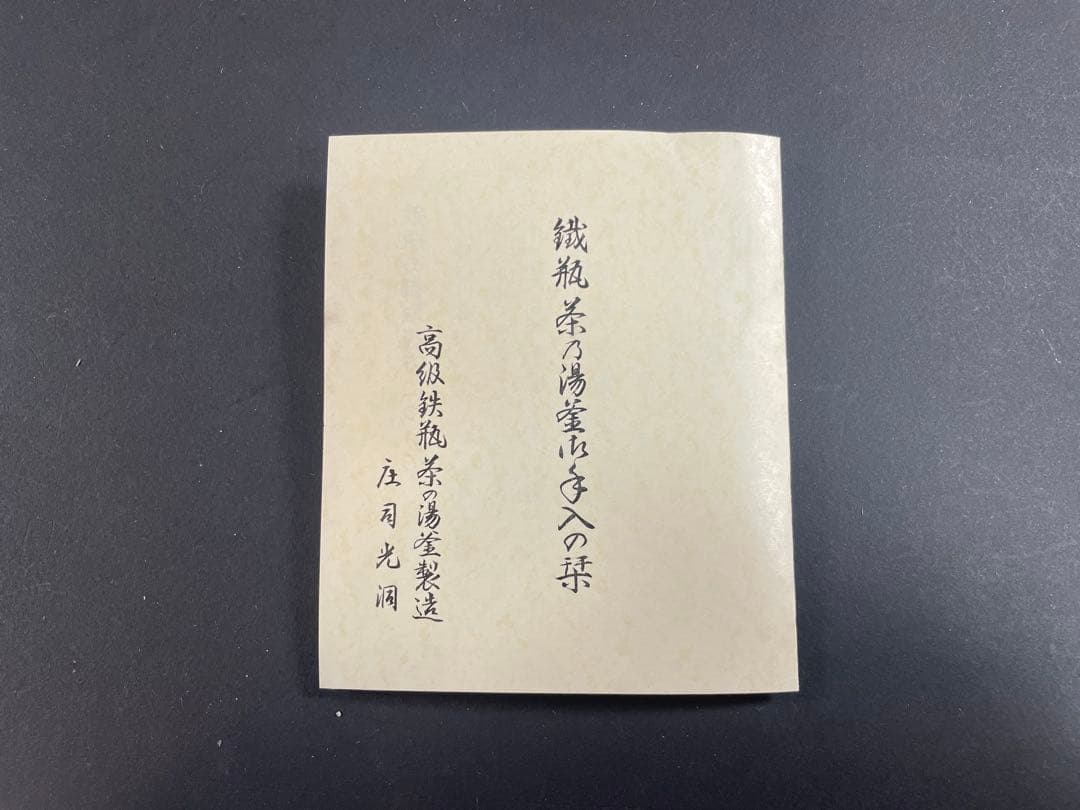 鐵瓶 茶乃湯釜御手入の栞
高級鉄瓶 茶の湯釜製造
庄司光洞